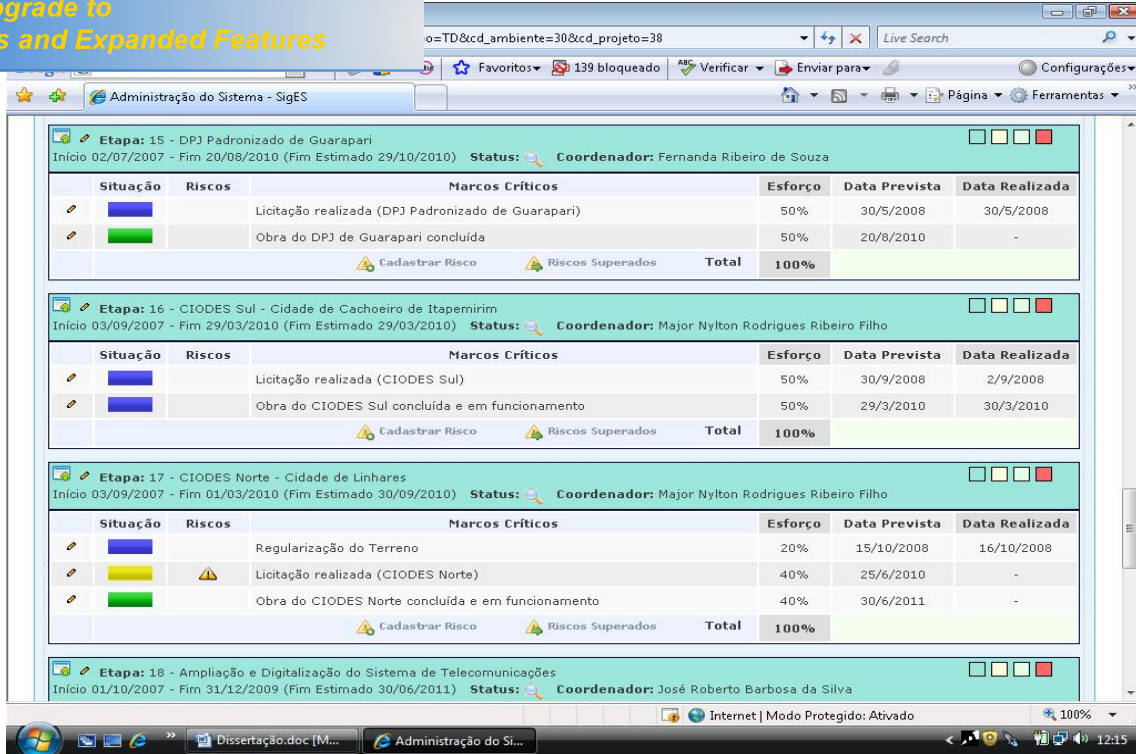 pgrade to
s and Expanded Features
o=TD&cd_ambiente=30&cd_projeto=38 Live Search
Favoritos 139 bloqueado Verificar Enviar para Configurações
Administração do Sistema - SigES Página Ferramentas
Etapa: 15 - DPJ Padronizado de Guarapari
Início 02/07/2007 - Fim 20/08/2010 (Fim Estimado 29/10/2010) Status: Coordenador: Fernanda Ribeiro de Souza
Situação Riscos Marcos Críticos Esforço Data Prevista Data Realizada
Licitação realizada (DPJ Padronizado de Guarapari) 50% 30/5/2008 30/5/2008
Obra do DPJ de Guarapari concluída 50% 20/8/2010 -
Cadastrar Risco Riscos Superados Total 100%
Etapa: 16 - CIODES Sul - Cidade de Cachoeiro de Itapemirim
Início 03/09/2007 - Fim 29/03/2010 (Fim Estimado 29/03/2010) Status: Coordenador: Major Nylton Rodrigues Ribeiro Filho
Situação Riscos Marcos Críticos Esforço Data Prevista Data Realizada
Licitação realizada (CIODES Sul) 50% 30/9/2008 2/9/2008
Obra do CIODES Sul concluída e em funcionamento 50% 29/3/2010 30/3/2010
Cadastrar Risco Riscos Superados Total 100%
Etapa: 17 - CIODES Norte - Cidade de Linhares
Início 03/09/2007 - Fim 01/03/2010 (Fim Estimado 30/09/2010) Status: Coordenador: Major Nylton Rodrigues Ribeiro Filho
Situação Riscos Marcos Críticos Esforço Data Prevista Data Realizada
Regularização do Terreno 20% 15/10/2008 16/10/2008
Licitação realizada (CIODES Norte) 40% 25/6/2010 -
Obra do CIODES Norte concluída e em funcionamento 40% 30/6/2011 -
Cadastrar Risco Riscos Superados Total 100%
Etapa: 18 - Ampliação e Digitalização do Sistema de Telecomunicações
Início 01/10/2007 - Fim 31/12/2009 (Fim Estimado 30/06/2011) Status: Coordenador: José Roberto Barbosa da Silva
Internet | Modo Protegido: Ativado 100%
Dissertação.doc [M... Administração do Si... 12:15